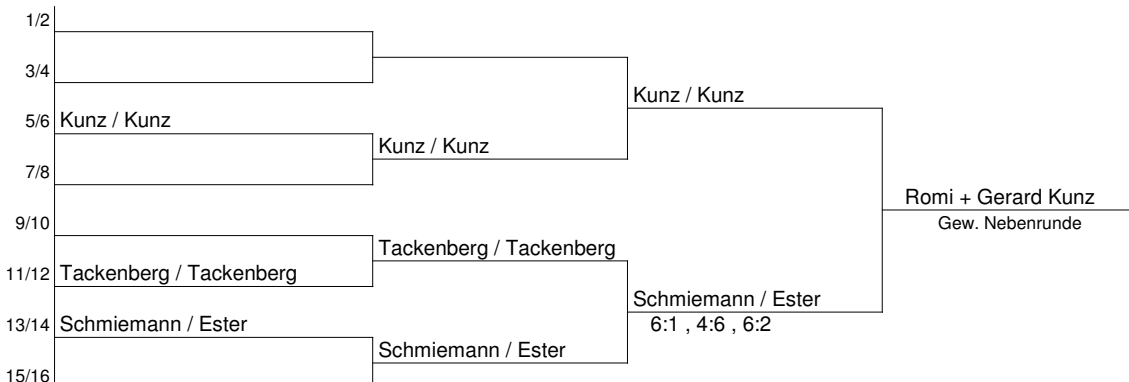 1/2
3/4
Kunz / Kunz
5/6 Kunz / Kunz
Kunz / Kunz
7/8
Romi + Gerard Kunz
9/10
Gew. Nebenrunde
Tackenberg / Tackenberg
11/12 Tackenberg / Tackenberg
Schmiemann / Ester
13/14 Schmiemann / Ester
6:1 , 4:6 , 6:2
Schmiemann / Ester
15/16